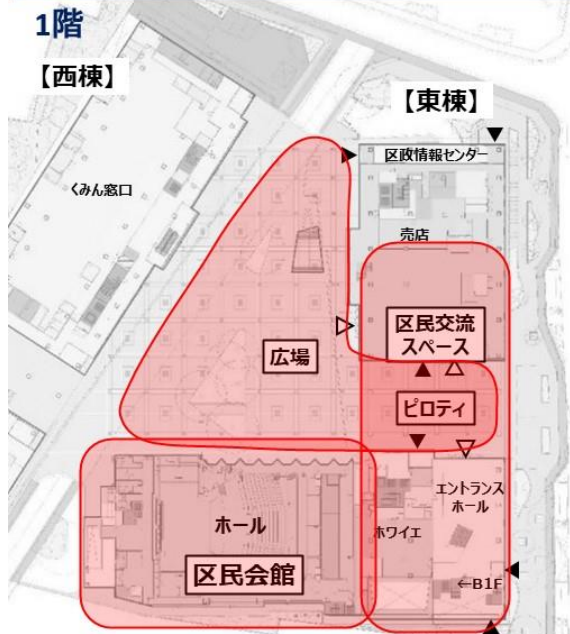 1階
【西棟】
【東棟】
区政情報センター
くみん窓口
売店
区民交流
スペース
広場
ピロティ
エントランス
ホール
ホール
ホワイエ
区民会館
←B1F